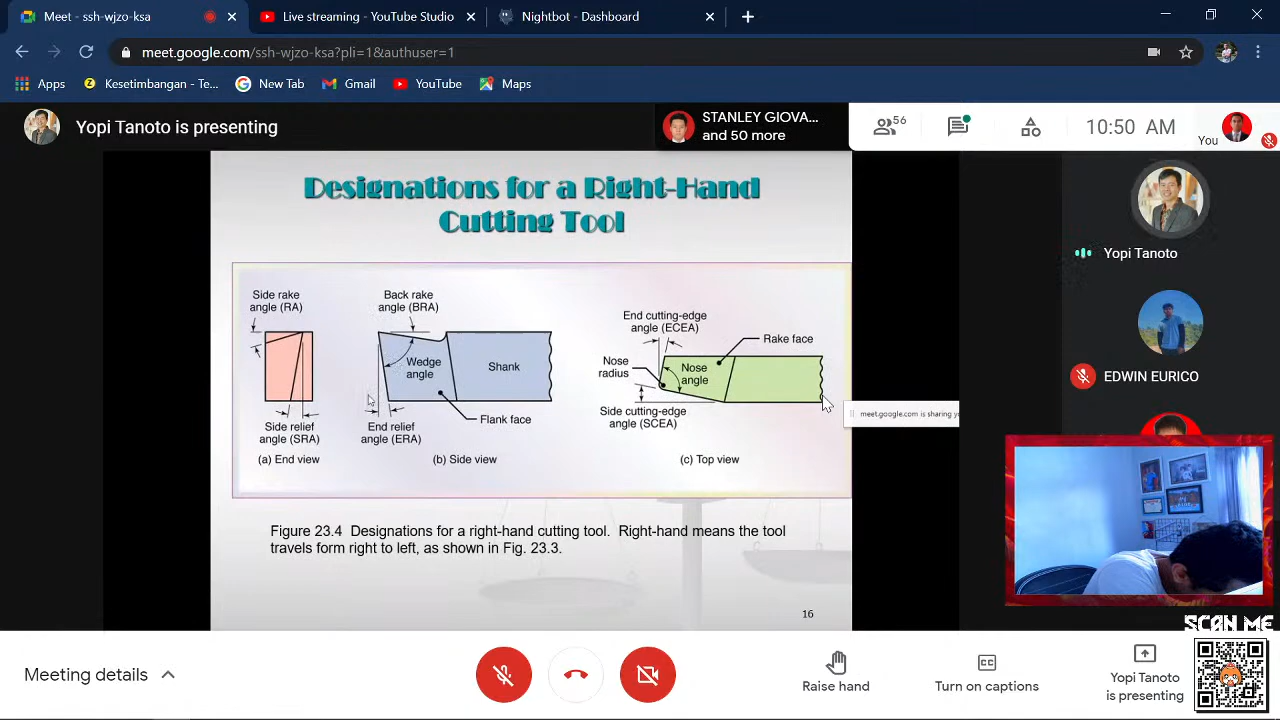 Meet - ssh-wjzo-ksa
Live streaming - YouTube Studio
Nightbot - Dashboard
meet.google.com/ssh-wjzo-ksa?pli=1&authuser=1
Apps
Kesetimbangan - Te...
New Tab
Gmail
YouTube
Maps
Yopi Tanoto is presenting
STANLEY GIOVA...
and 50 more
56
10:50 AM
You
Designations for a Right-Hand
Cutting Tool
Side rake
angle (RA)
Back rake
angle (BRA)
End cutting-edge
angle (ECEA)
Rake face
Wedge
angle
Shank
Nose
radius
Nose
angle
Side cutting-edge
angle (SCEA)
Flank face
Side relief
angle (SRA)
End relief
angle (ERA)
(a) End view
(b) Side view
(c) Top view
meet.google.com is sharing
Figure 23.4 Designations for a right-hand cutting tool. Right-hand means the tool
travels form right to left, as shown in Fig. 23.3.
16
Yopi Tanoto
EDWIN EURICO
SCAN ME
Meeting details
Raise hand
Turn on captions
Yopi Tanoto
is presenting